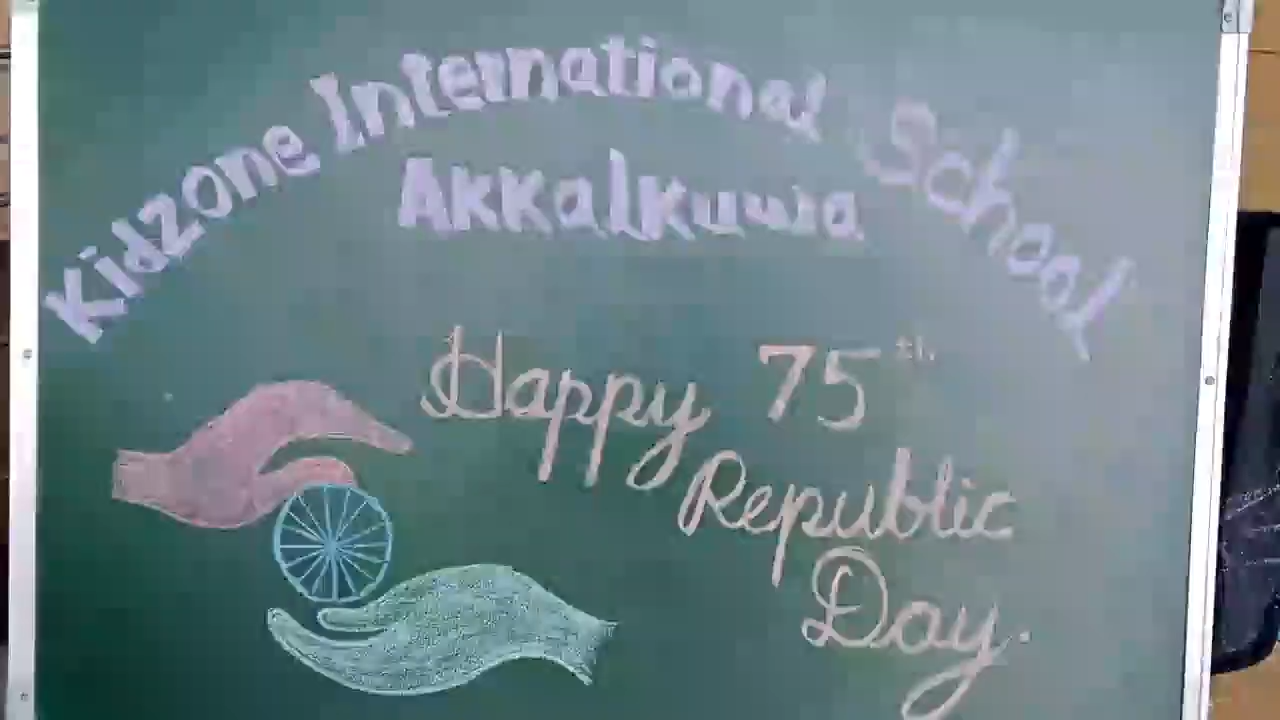 Kidzone International School
Akkalkuwa
Happy 75th
Republic
Day.